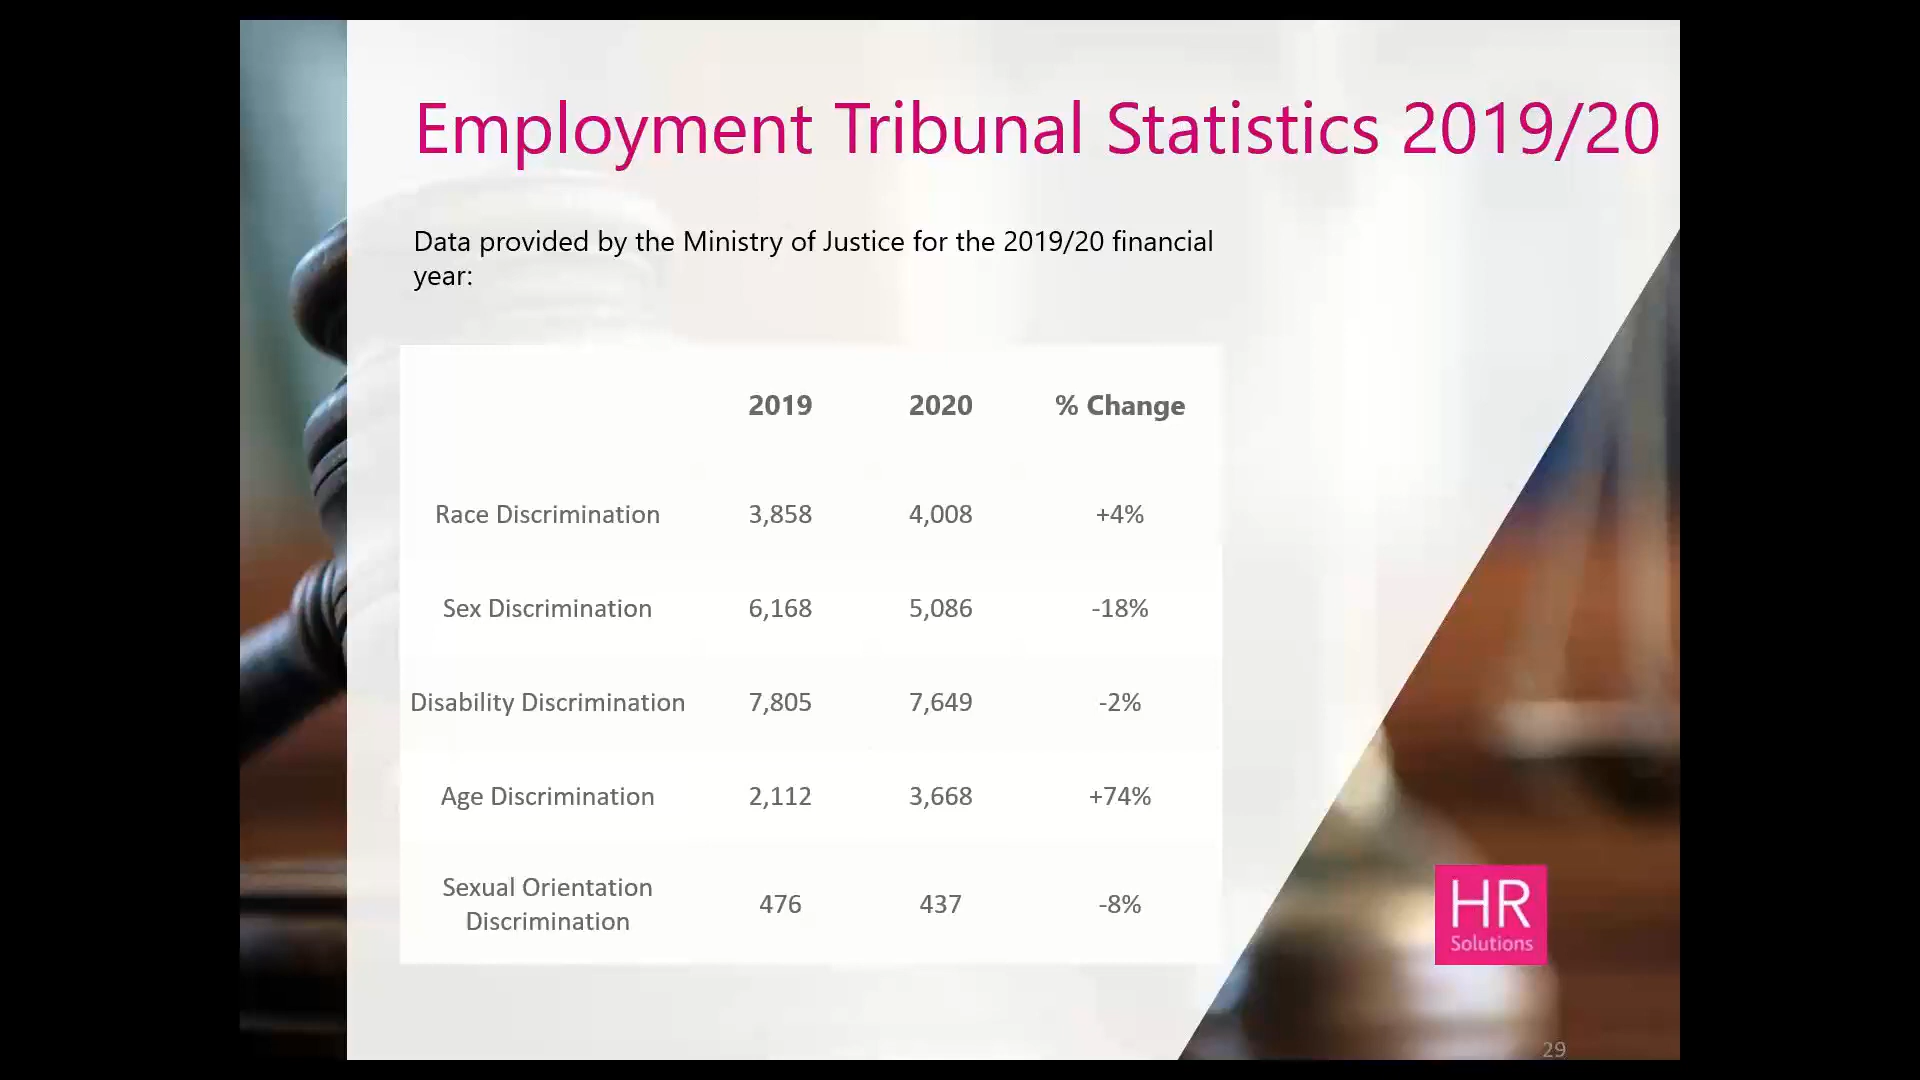 Employment Tribunal Statistics 2019/20
Data provided by the Ministry of Justice for the 2019/20 financial
year:
2019 2020 % Change
Race Discrimination 3,858 4,008 +4%
Sex Discrimination 6,168 5,086 -18%
Disability Discrimination 7,805 7,649 -2%
Age Discrimination 2,112 3,668 +74%
Sexual Orientation
Discrimination 476 437 -8%
HR
Solutions
29